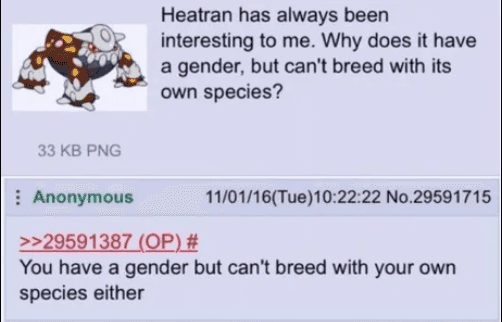 Heatran has always been
interesting to me. Why does it have
a gender, but can't breed with its
own species?
33 KB PNG
Anonymous 11/01/16(Tue)10:22:22 No.29591715
>>29591387 (OP) #
You have a gender but can't breed with your own
species either